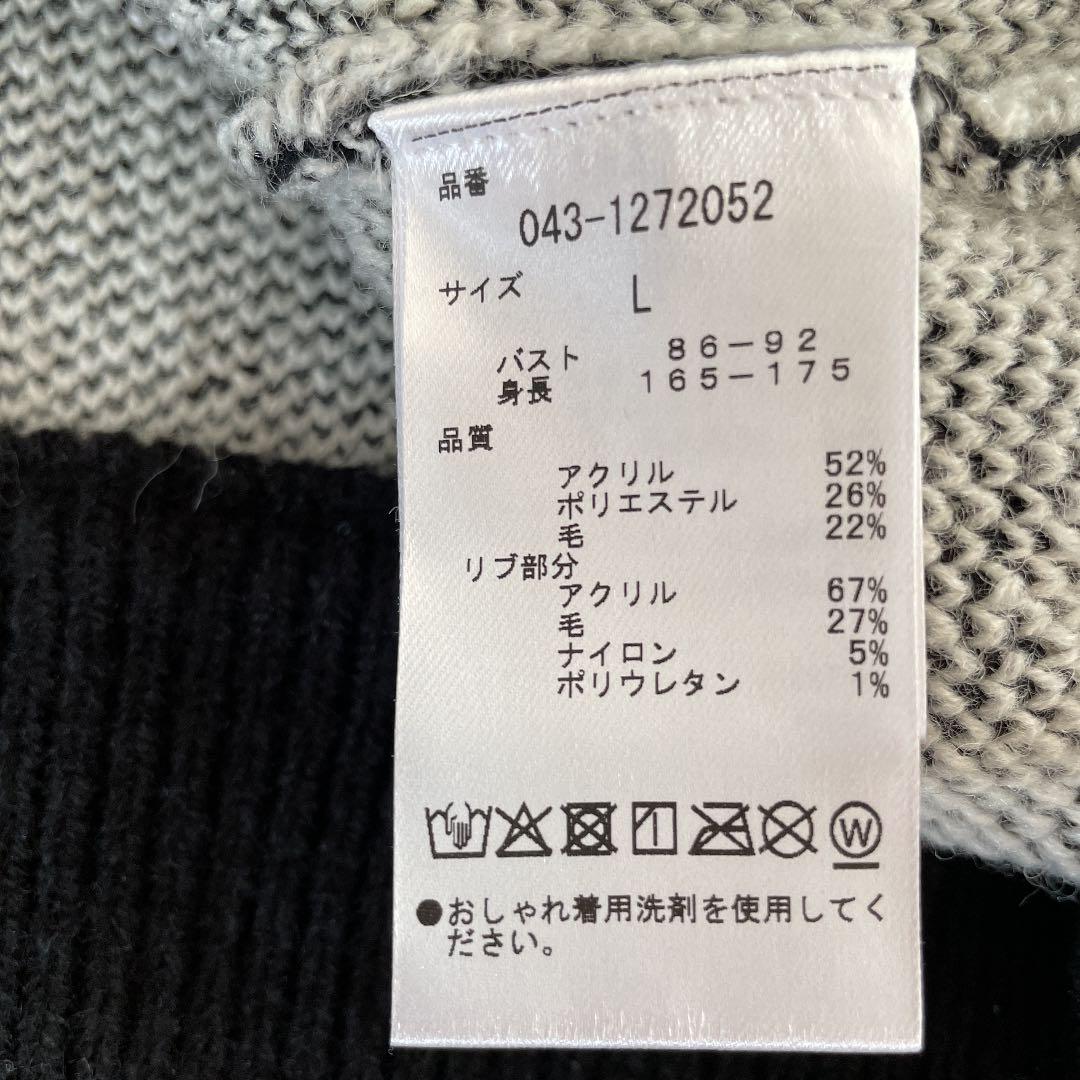 品番
043-1272052
サイズ L
バスト 86-92
身長 165-175
品質
アクリル 52%
ポリエステル 26%
毛 22%
リブ部分
アクリル 67%
毛 27%
ナイロン 5%
ポリウレタン 1%
W
●おしゃれ着用洗剤を使用してく
ださい。